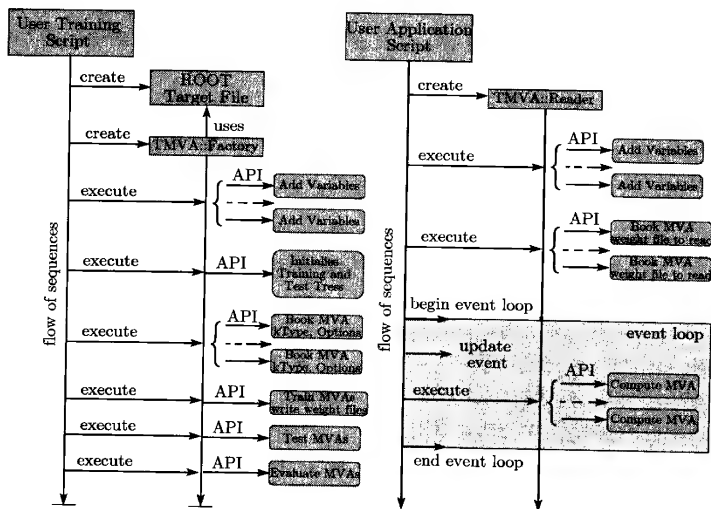 User Training
Script
create
ROOT
Target File
uses
create
TMVA::Factory
execute
API
Add Variables
Add Variables
flow of sequences
execute
API
Initialise
Training and
Test Trees
execute
API
Book MVA
kType, Options
Book MVA
kType, Options
execute
API
Train MVAs
write weight files
execute
API
Test MVAs
execute
API
Evaluate MVAs
User Application
Script
create
TMVA::Reader
execute
API
Add Variables
Add Variables
execute
API
Book MVA
weight file to read
Book MVA
weight file to read
flow of sequences
begin event loop
event loop
update
event
execute
API
Compute MVA
Compute MVA
end event loop